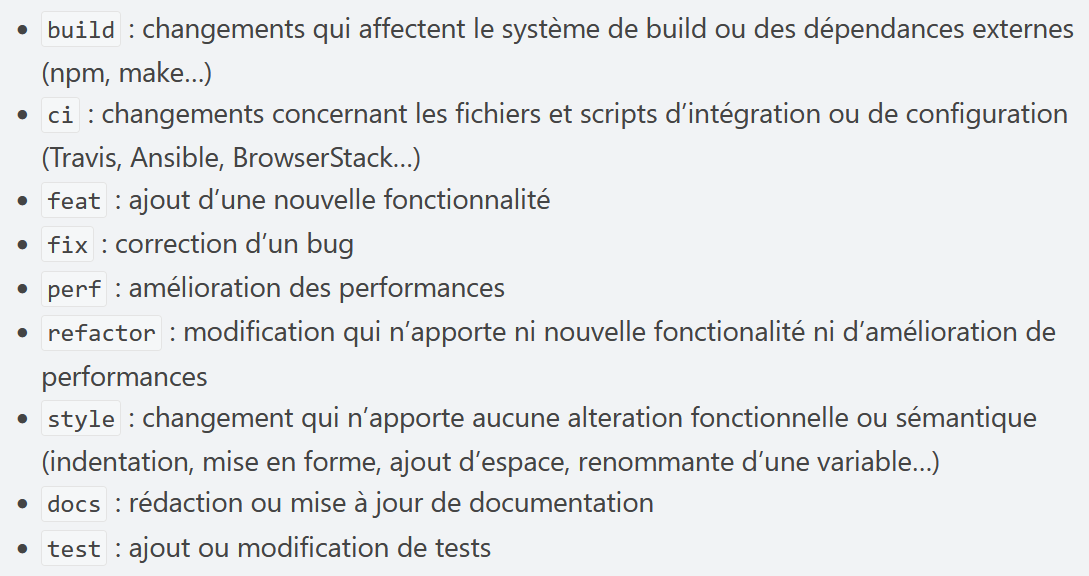 • build : changements qui affectent le système de build ou des dépendances externes
(npm, make…)
• ci : changements concernant les fichiers et scripts d’intégration ou de configuration
(Travis, Ansible, BrowserStack…)
• feat : ajout d’une nouvelle fonctionnalité
• fix : correction d’un bug
• perf : amélioration des performances
• refactor : modification qui n’apporte ni nouvelle fonctionalité ni d’amélioration de
performances
• style : changement qui n’apporte aucune alteration fonctionnelle ou sémantique
(indentation, mise en forme, ajout d’espace, renommante d’une variable…)
• docs : rédaction ou mise à jour de documentation
• test : ajout ou modification de tests